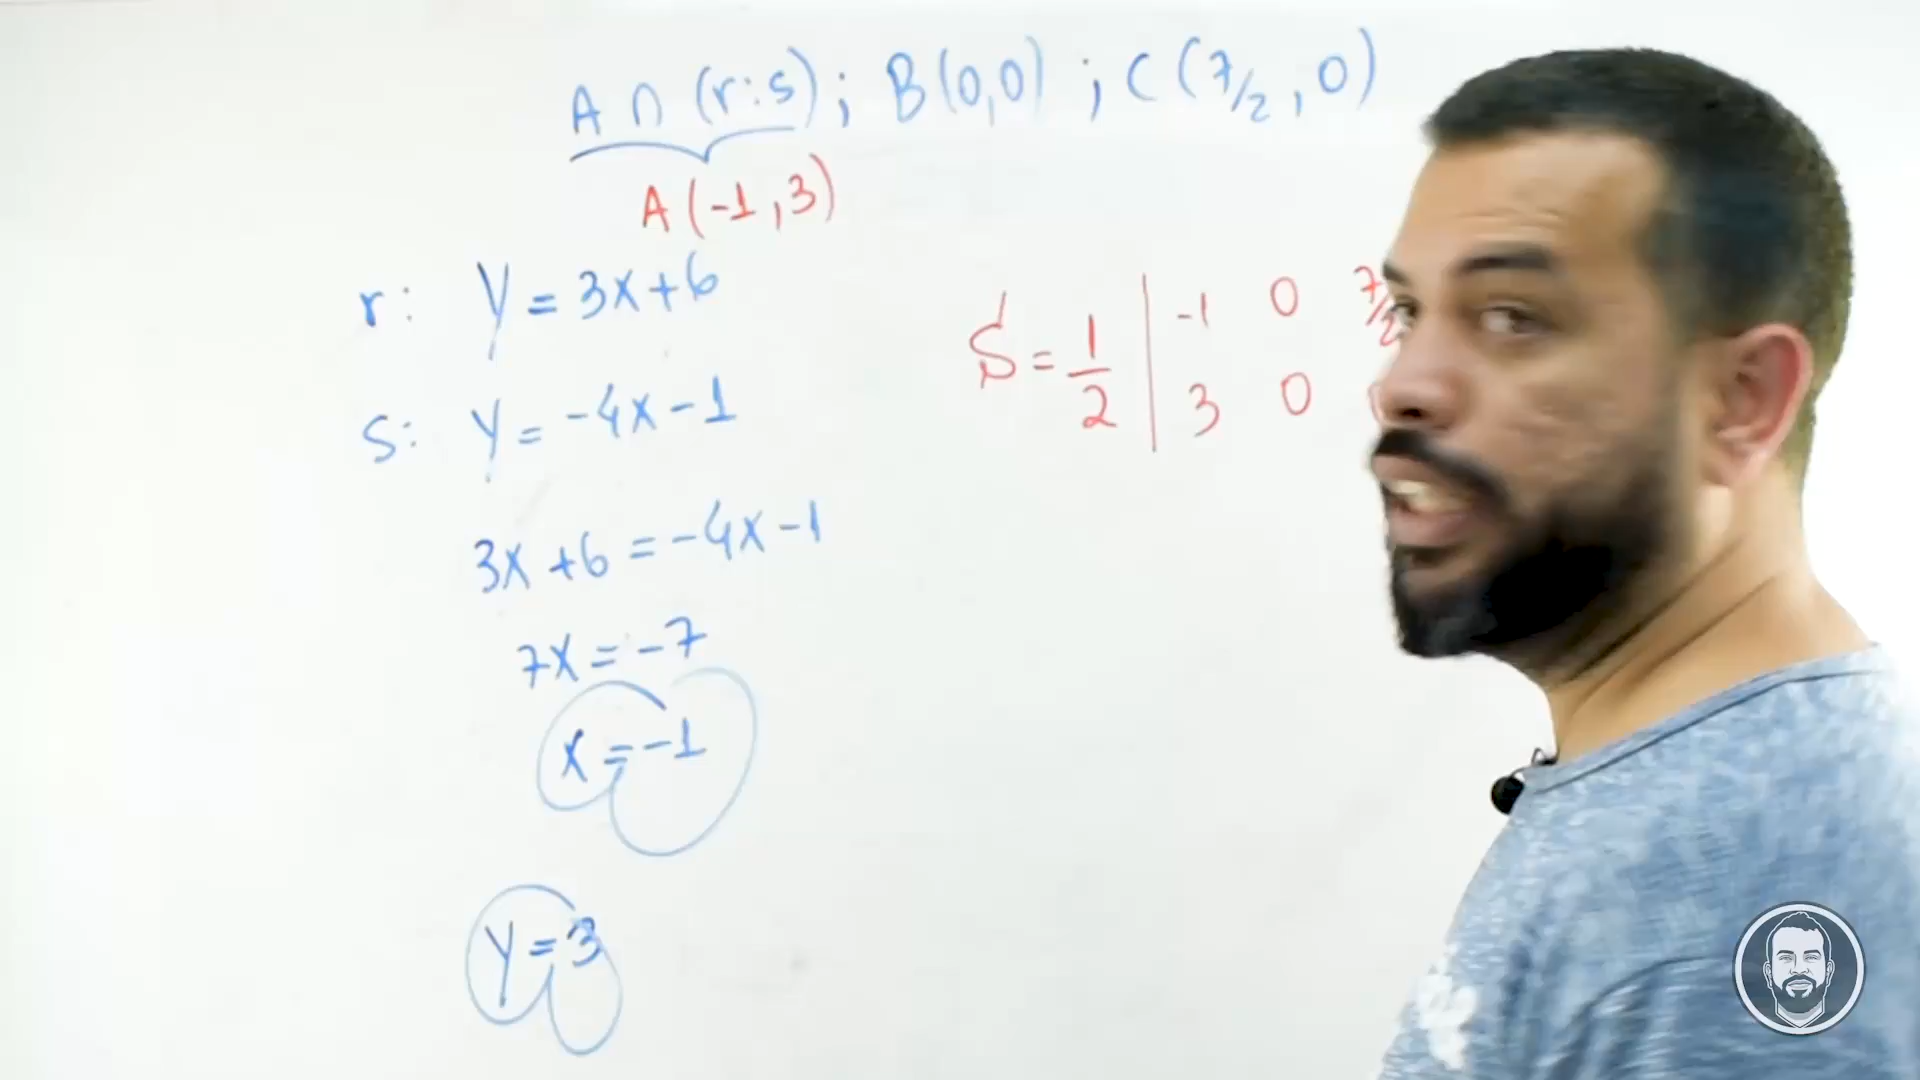 A ∩ (r:s) ; B(0,0) ; C(7/2, 0)
A(-1,3)
r: y = 3x+6
s: y = -4x-1
3x+6 = -4x-1
7x = -7
x = -1
y = 3
S = 1/2 | -1 0 7/2
3 0